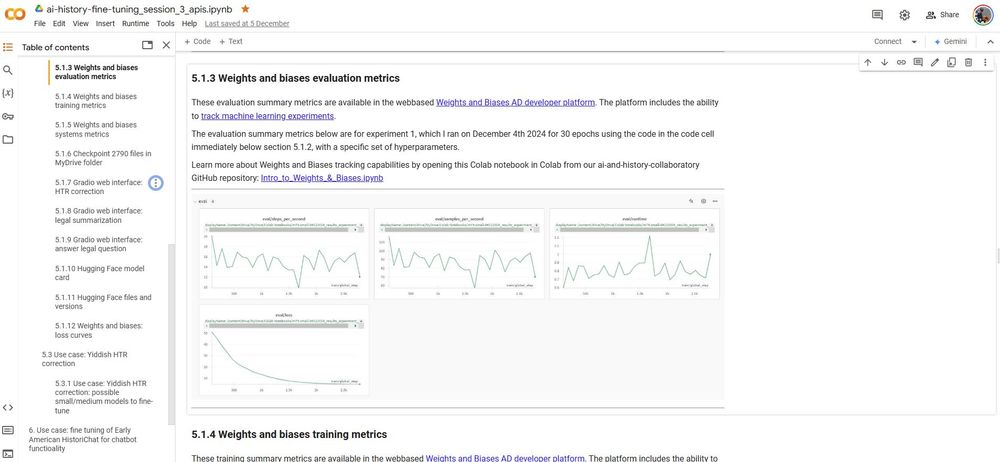 ai-history-fine-tuning_session_3_apis.ipynb
File Edit View Insert Runtime Tools Help Last saved at 5 December
Share
Table of contents
+ Code + Text
Connect
Gemini
5.1.3 Weights and biases
evaluation metrics
5.1.4 Weights and biases
training metrics
5.1.5 Weights and biases
systems metrics
5.1.6 Checkpoint 2790 files in
MyDrive folder
5.1.7 Gradio web interface:
HTR correction
5.1.8 Gradio web interface:
legal summarization
5.1.9 Gradio web interface:
answer legal question
5.1.10 Hugging Face model
card
5.1.11 Hugging Face files and
versions
5.1.12 Weights and biases:
loss curves
5.3 Use case: Yiddish HTR
correction
5.3.1 Use case: Yiddish HTR
correction: possible
small/medium models to fine-
tune
6. Use case: fine tuning of Early
American HistoriChat for chatbot
functioality
5.1.3 Weights and biases evaluation metrics
These evaluation summary metrics are available in the webbased Weights and Biases AD developer platform. The platform includes the ability
to track machine learning experiments.
The evaluation summary metrics below are for experiment 1, which I ran on December 4th 2024 for 30 epochs using the code in the code cell
immediately below section 5.1.2, with a specific set of hyperparameters.
Learn more about Weights and Biases tracking capabilities by opening this Colab notebook in Colab from our ai-and-history-collaboratory
GitHub repository: Intro_to_Weights_&_Biases.ipynb
eval 4
eval/steps_per_second
eval/samples_per_second
eval/runtime
train/global_step
train/global_step
train/global_step
eval/loss
train/global_step
5.1.4 Weights and biases training metrics
These training summary metrics are available in the webbased Weights and Biases AD developer platform. The platform includes the ability to